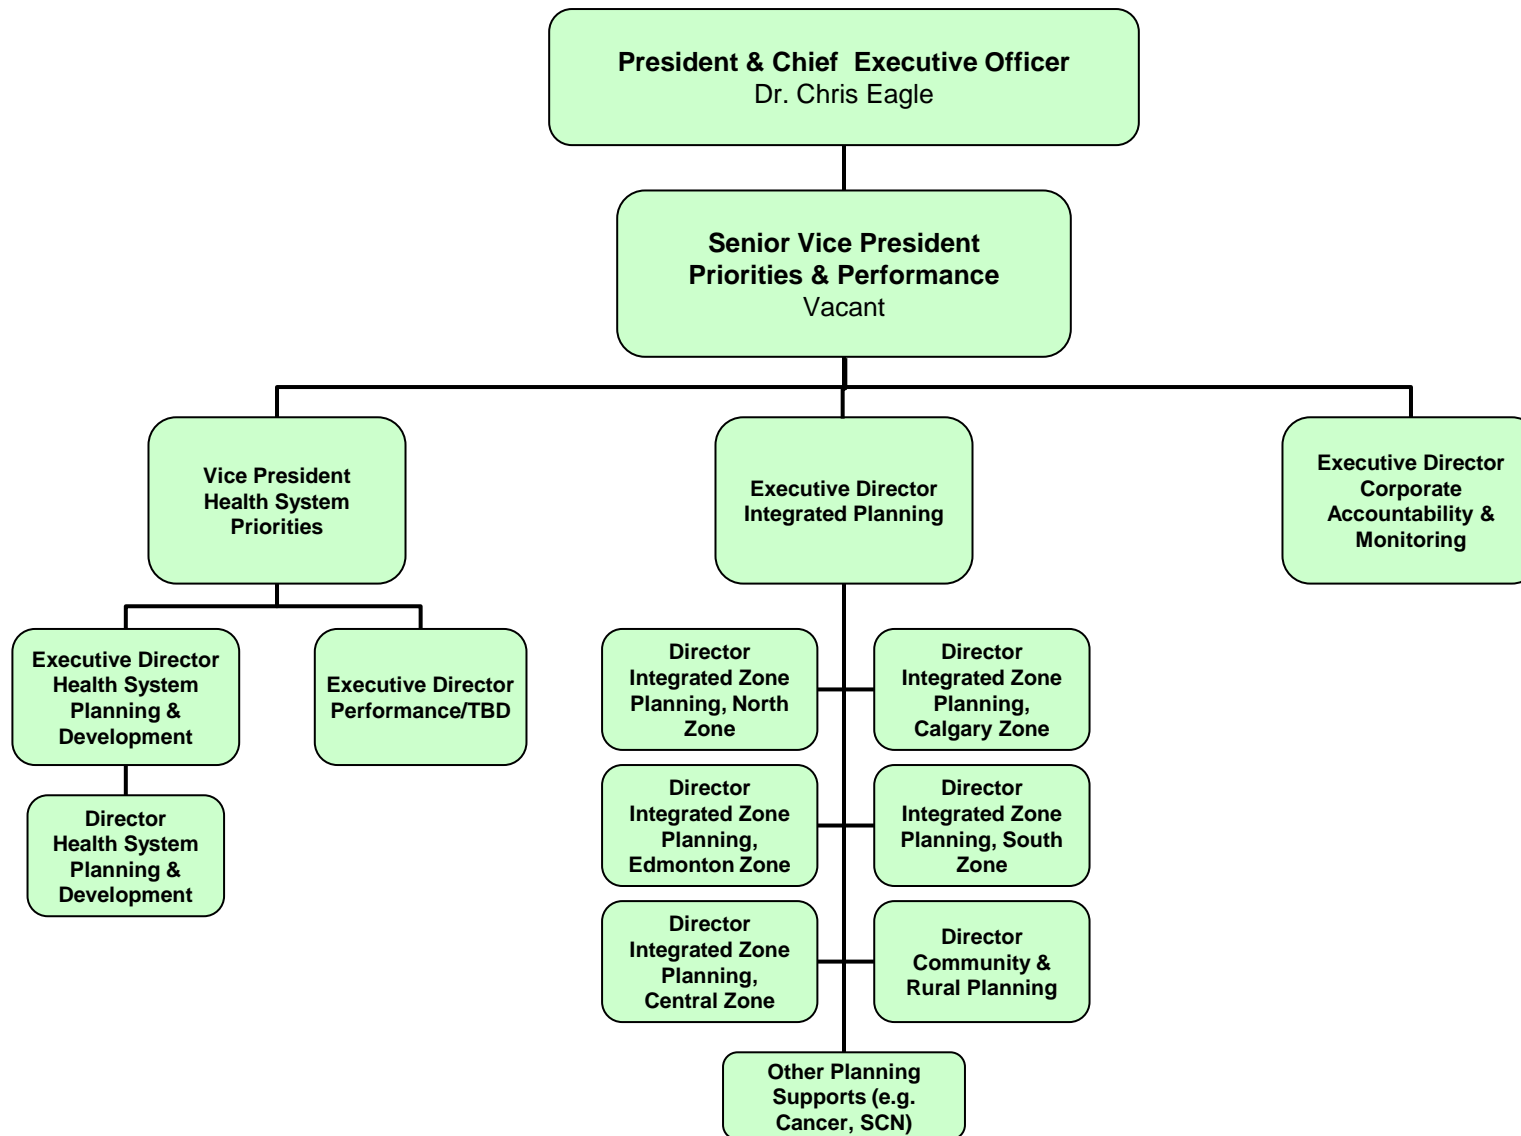 President & Chief  Executive Officer
Dr. Chris Eagle
Senior Vice President
Priorities & Performance
Vacant
Vice President
Health System
Priorities
Executive Director
Integrated Planning
Executive Director
Corporate
Accountability &
Monitoring
Executive Director
Health System
Planning &
Development
Executive Director
Performance/TBD
Director
Health System
Planning &
Development
Director
Integrated Zone
Planning, North
Zone
Director
Integrated Zone
Planning,
Calgary Zone
Director
Integrated Zone
Planning,
Edmonton Zone
Director
Integrated Zone
Planning, South
Zone
Director
Integrated Zone
Planning,
Central Zone
Director
Community &
Rural Planning
Other Planning
Supports (e.g.
Cancer, SCN)